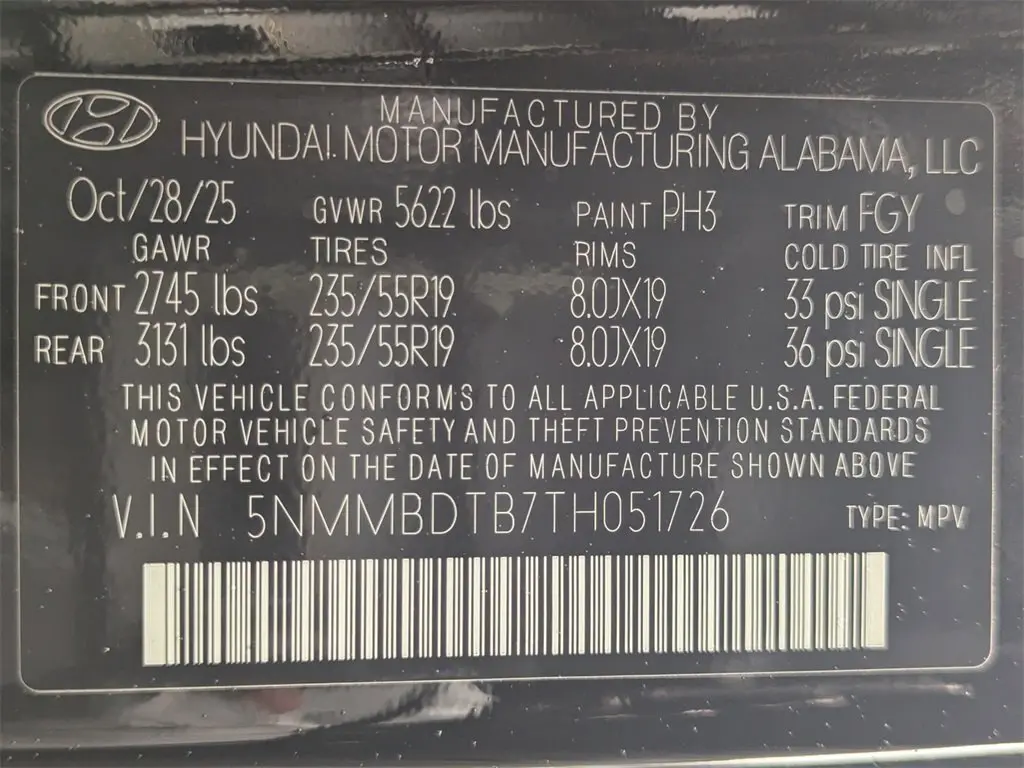 MANUFACTURED BY
HYUNDAI MOTOR MANUFACTURING ALABAMA, LLC
Oct/28/25 GVWR 5622 lbs PAINT PH3 TRIM FGY
GAWR TIRES RIMS COLD TIRE INFL
FRONT 2745 lbs 235/55R19 8.0JX19 33 psi SINGLE
REAR 3131 lbs 235/55R19 8.0JX19 36 psi SINGLE
THIS VEHICLE CONFORMS TO ALL APPLICABLE U.S.A. FEDERAL
MOTOR VEHICLE SAFETY AND THEFT PREVENTION STANDARDS
IN EFFECT ON THE DATE OF MANUFACTURE SHOWN ABOVE
V.I.N 5NMMBDTB7TH051726 TYPE: MPV